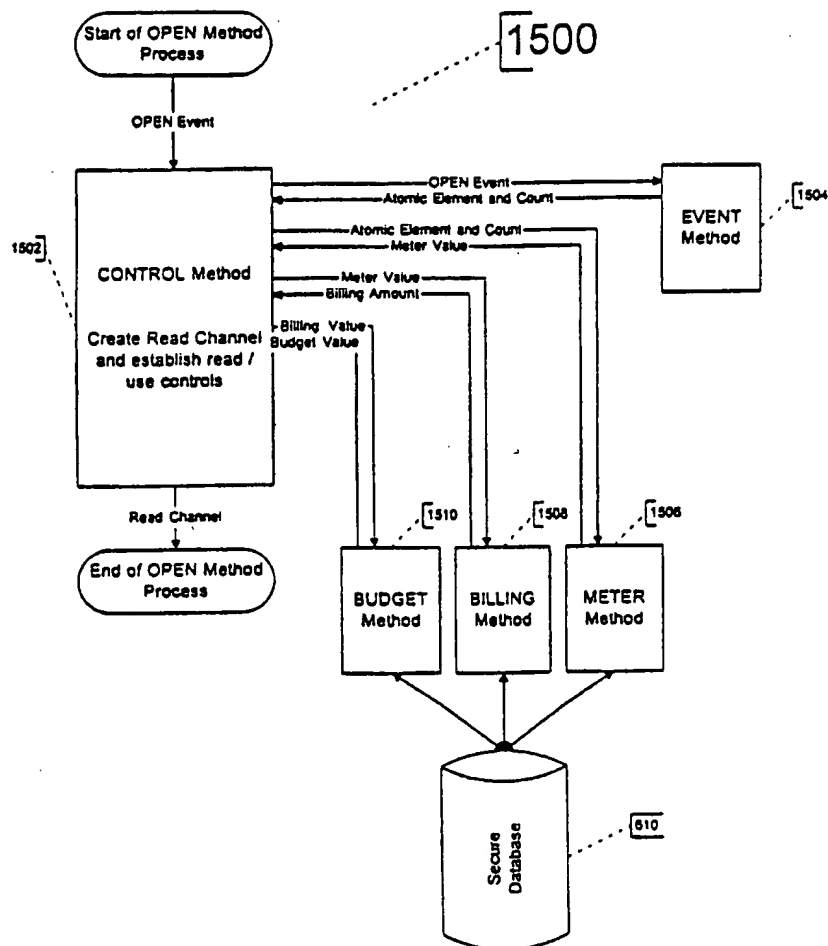 Start of OPEN Method
Process
1500
OPEN Event
OPEN Event
Atomic Element and Count
EVENT
Method
1504
Atomic Element and Count
Meter Value
1502
CONTROL Method
Meter Value
Billing Amount
Create Read Channel
and establish read /
use controls
Billing Value
Budget Value
Read Channel
1510
1508
1506
End of OPEN Method
Process
BUDGET
Method
BILLING
Method
METER
Method
Secure
Database
610